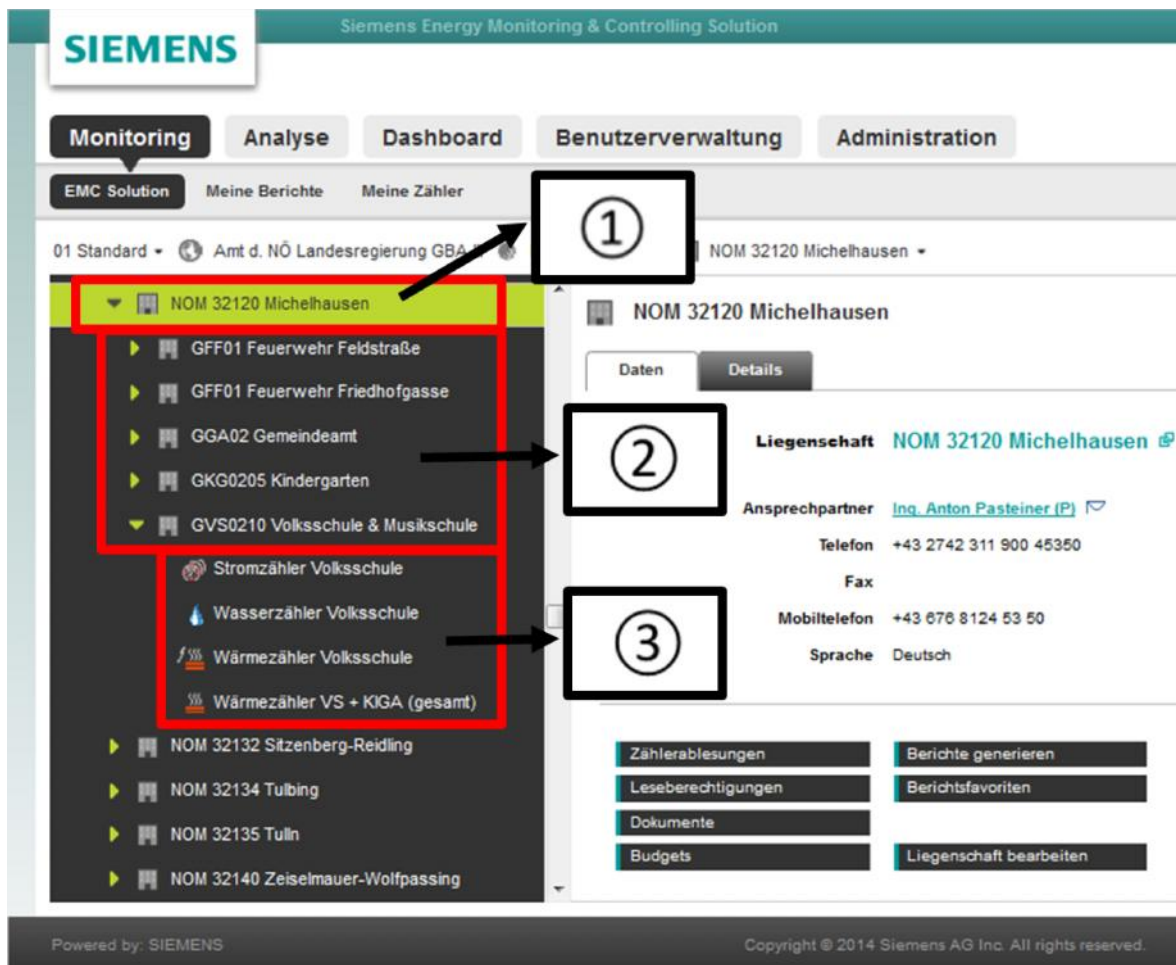 Siemens Energy Monitoring & Controlling Solution
SIEMENS
Monitoring Analyse Dashboard Benutzerverwaltung Administration
EMC Solution Meine Berichte Meine Zähler
①
01 Standard Amt d. NÖ Landesregierung GBA NOM 32120 Michelhausen
NOM 32120 Michelhausen
GFF01 Feuerwehr Feldstraße
GFF01 Feuerwehr Friedhofgasse
GGA02 Gemeindeamt
GKG0205 Kindergarten
GVS0210 Volksschule & Musikschule
Stromzähler Volksschule
Wasserzähler Volksschule
Wärmezähler Volksschule
Wärmezähler VS + KIGA (gesamt)
NOM 32132 Sitzenberg-Reidling
NOM 32134 Tulbing
NOM 32135 Tulln
NOM 32140 Zeiselmauer-Wolfpassing
②
③
NOM 32120 Michelhausen
Daten Details
Liegenschaft NOM 32120 Michelhausen
Ansprechpartner Ing. Anton Pasteiner (P)
Telefon +43 2742 311 900 45350
Fax
Mobiltelefon +43 676 8124 53 50
Sprache Deutsch
Zählerablesungen Berichte generieren
Leseberechtigungen Berichtsfavoriten
Dokumente
Budgets Liegenschaft bearbeiten
Powered by: SIEMENS Copyright © 2014 Siemens AG Inc. All rights reserved.